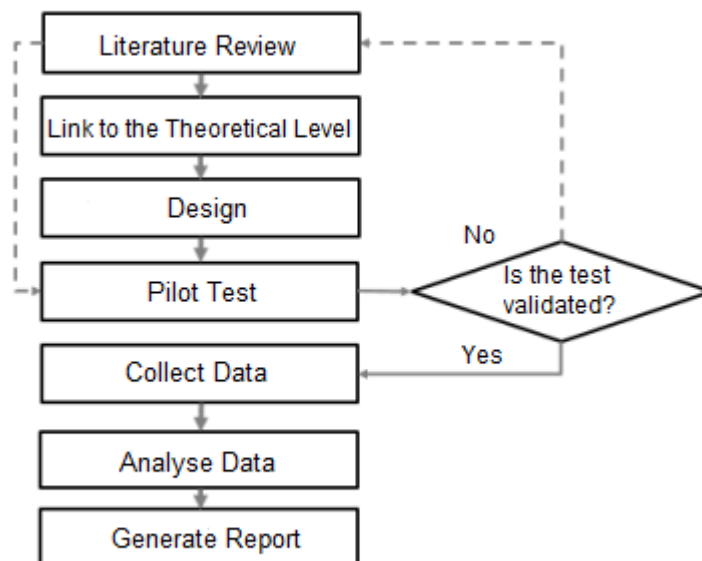 Literature Review
Link to the Theoretical Level
Design
Pilot Test
No
Is the test
validated?
Yes
Collect Data
Analyse Data
Generate Report